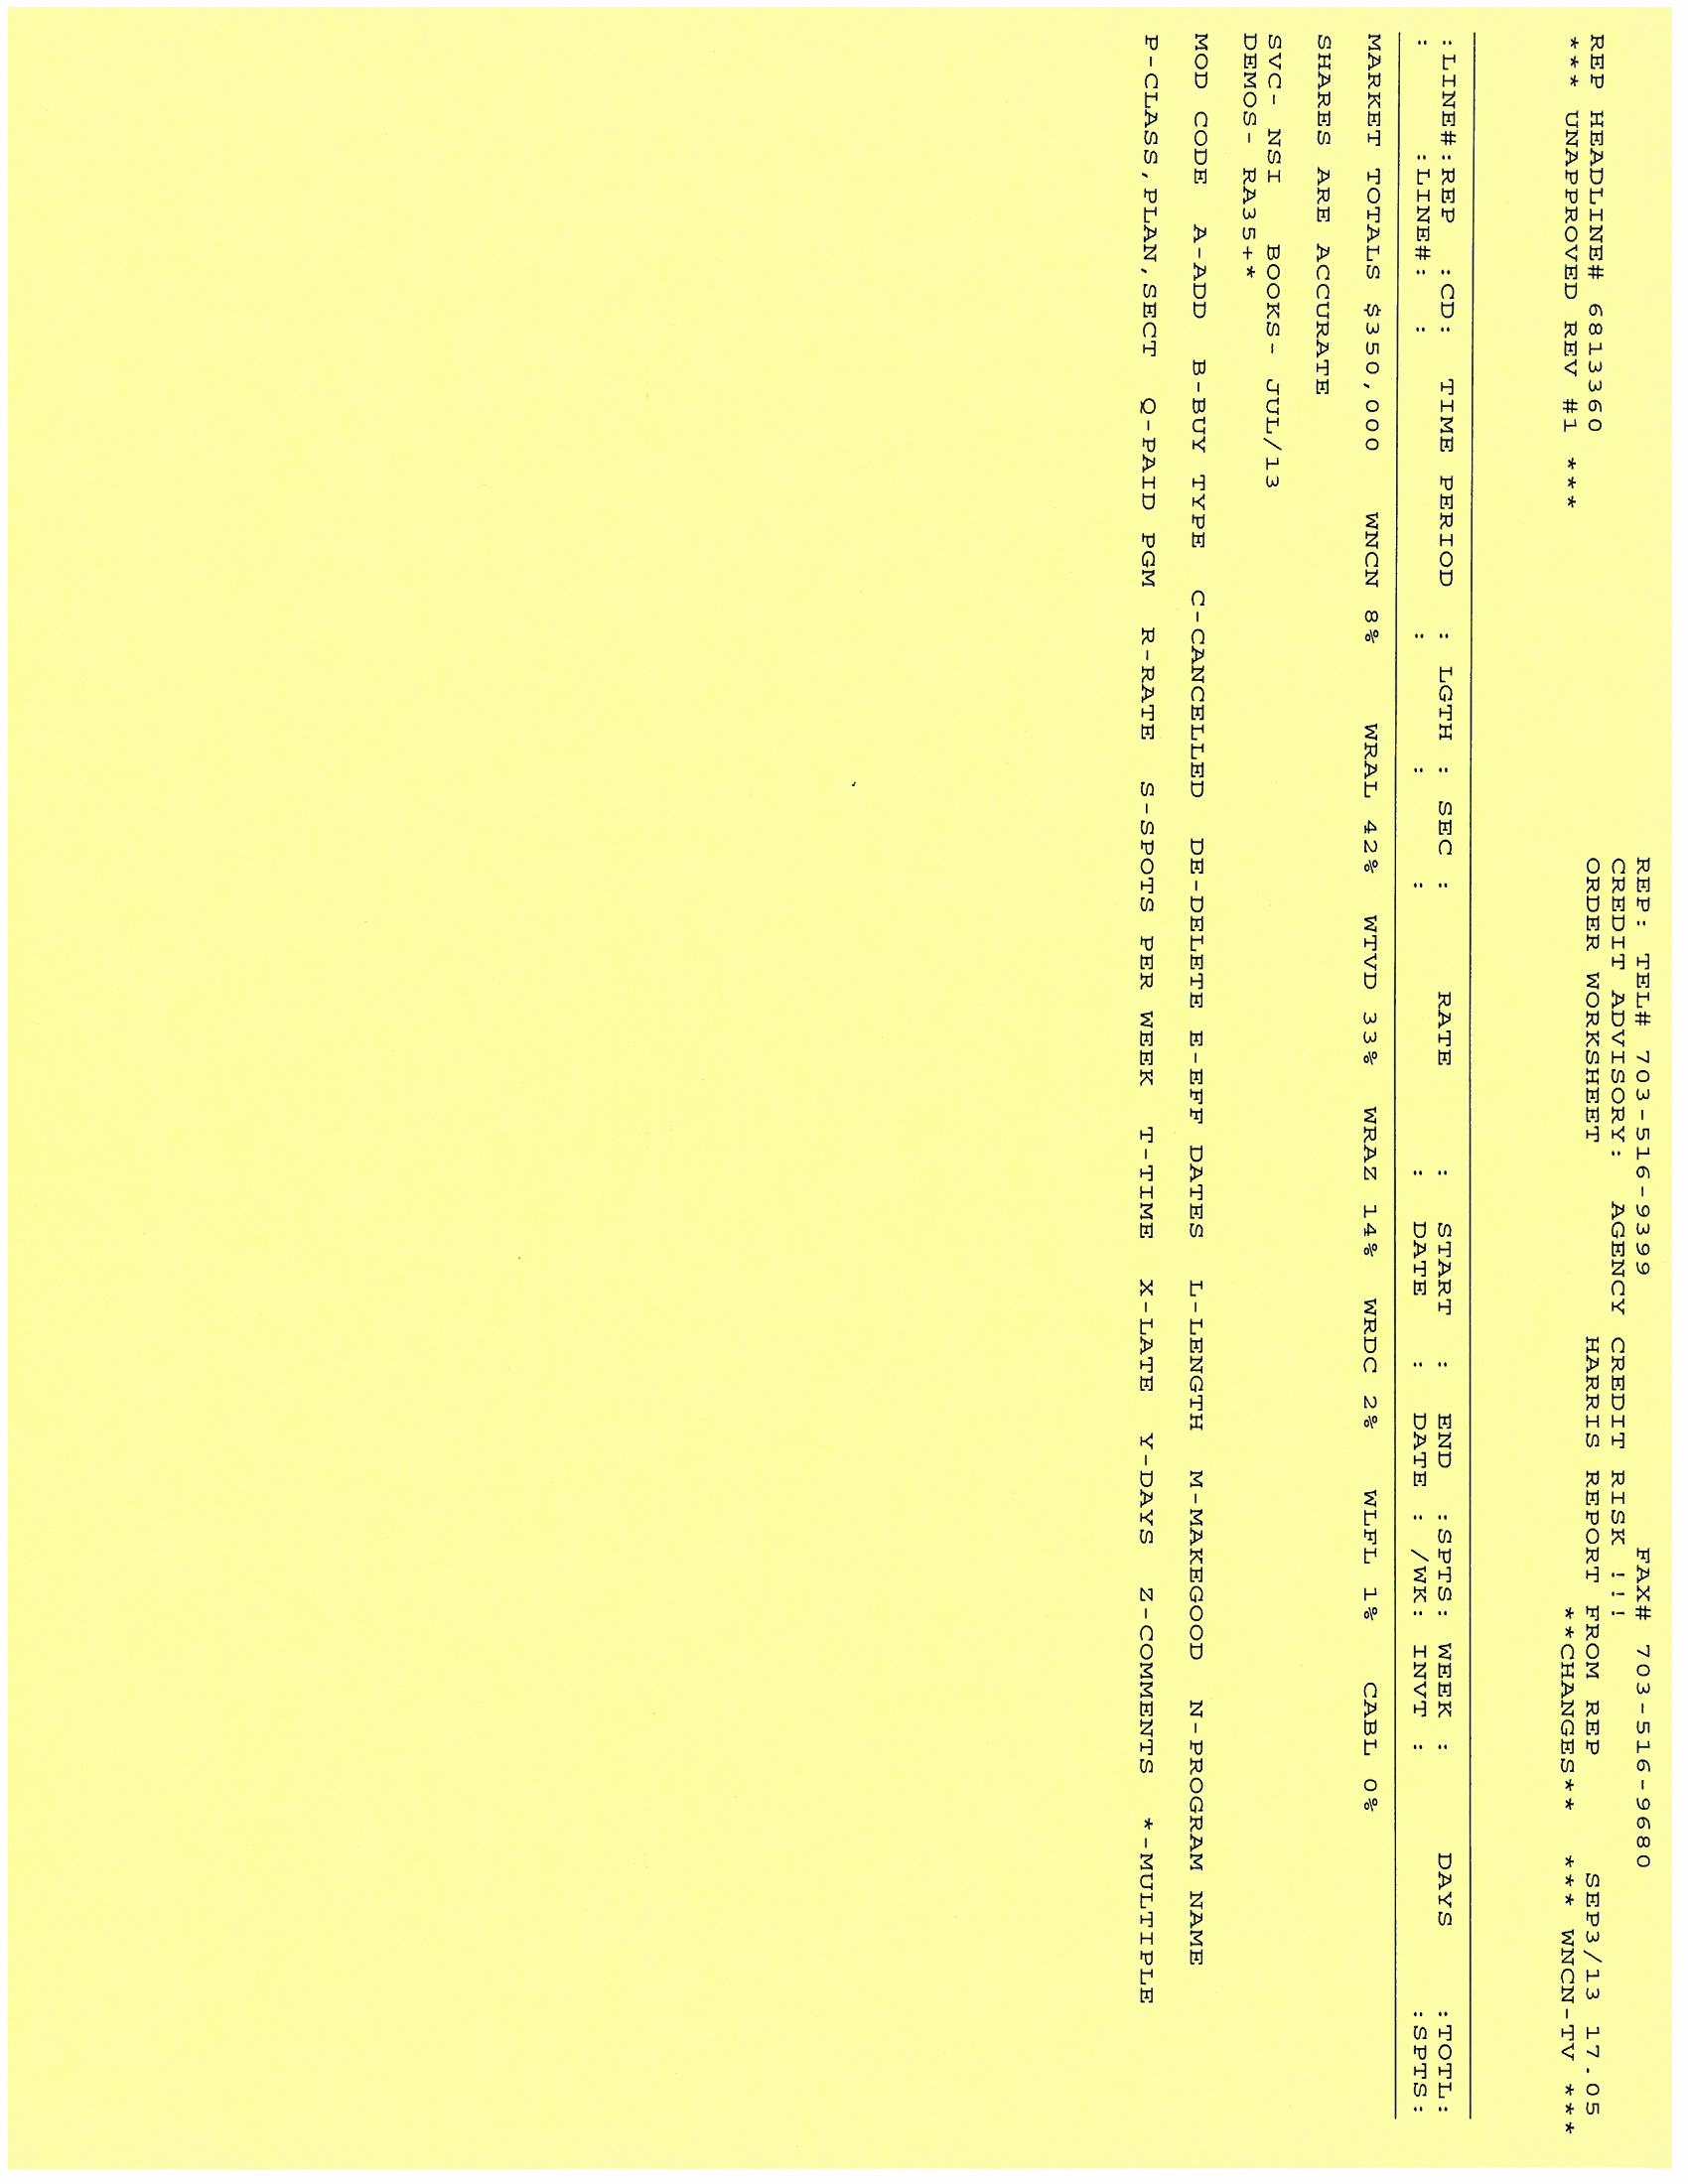 REP: TEL# 703-516-9399 FAX# 703-516-9680
CREDIT ADVISORY: AGENCY CREDIT RISK !!!
REP HEADLINE# 6813360 ORDER WORKSHEET HARRIS REPORT FROM REP SEP3/13 17.05
*** UNAPPROVED REV #1 *** **CHANGES** *** WNCN-TV ***
:LINE#:REP :CD: TIME PERIOD : LGTH : SEC : RATE : START : END :SPTS: WEEK : DAYS :TOTL:
: :LINE#: : : : : : DATE : DATE : /WK: INVT : :SPTS:
MARKET TOTALS $350,000 WNCN 8% WRAL 42% WTVD 33% WRAZ 14% WRDC 2% WLFL 1% CABL 0%
SHARES ARE ACCURATE
SVC- NSI BOOKS- JUL/13
DEMOS- RA35+*
MOD CODE A-ADD B-BUY TYPE C-CANCELLED DE-DELETE E-EFF DATES L-LENGTH M-MAKEGOOD N-PROGRAM NAME
P-CLASS,PLAN,SECT Q-PAID PGM R-RATE S-SPOTS PER WEEK T-TIME X-LATE Y-DAYS Z-COMMENTS *-MULTIPLE